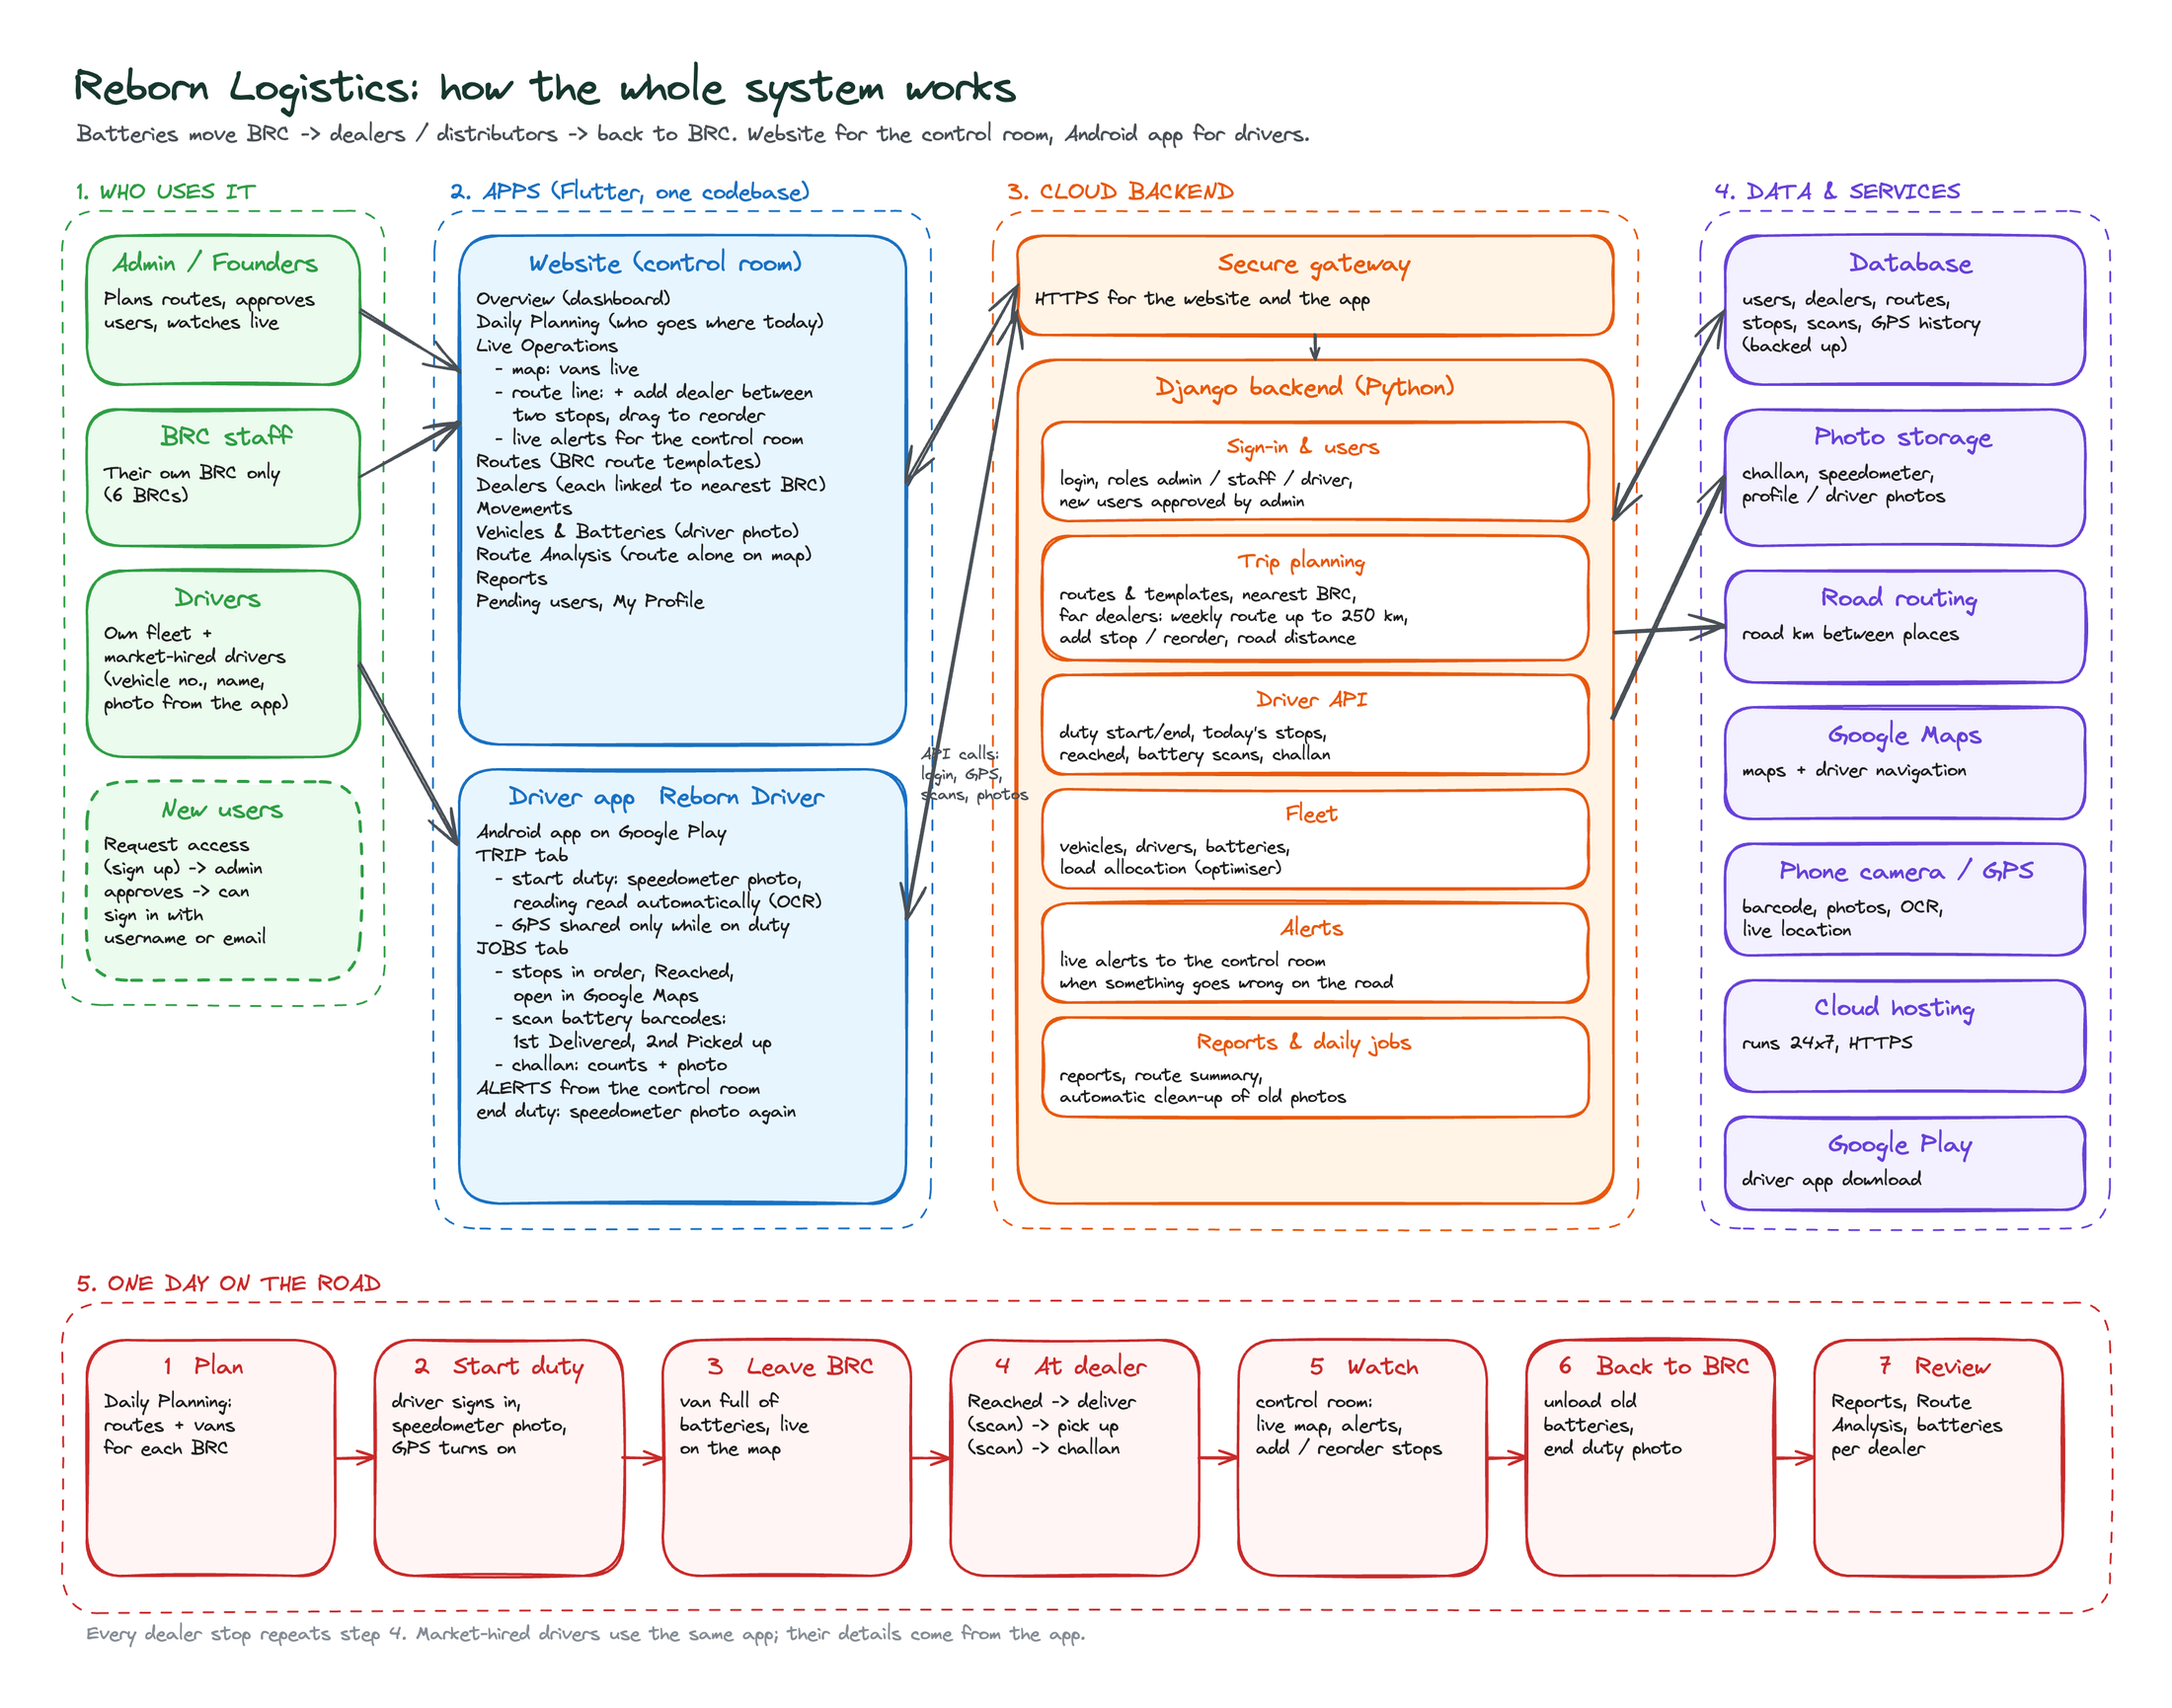 Reborn Logistics: how the whole system works
Batteries move BRC -> dealers / distributors -> back to BRC. Website for the control room, Android app for drivers.
1. WHO USES IT
Admin / Founders
Plans routes, approves
users, watches live
BRC staff
Their own BRC only
(6 BRCs)
Drivers
Own fleet +
market-hired drivers
(vehicle no., name,
photo from the app)
New users
Request access
(sign up) -> admin
approves -> can
sign in with
username or email
2. APPS (Flutter, one codebase)
Website (control room)
Overview (dashboard)
Daily Planning (who goes where today)
Live Operations
- map: vans live
- route line: + add dealer between
two stops, drag to reorder
- live alerts for the control room
Routes (BRC route templates)
Dealers (each linked to nearest BRC)
Movements
Vehicles & Batteries (driver photo)
Route Analysis (route alone on map)
Reports
Pending users, My Profile
Driver app  Reborn Driver
Android app on Google Play
TRIP tab
- start duty: speedometer photo,
reading read automatically (OCR)
- GPS shared only while on duty
JOBS tab
- stops in order, Reached,
open in Google Maps
- scan battery barcodes:
1st Delivered, 2nd Picked up
- challan: counts + photo
ALERTS from the control room
end duty: speedometer photo again
API calls:
login, GPS,
scans, photos
3. CLOUD BACKEND
Secure gateway
HTTPS for the website and the app
Django backend (Python)
Sign-in & users
login, roles admin / staff / driver,
new users approved by admin
Trip planning
routes & templates, nearest BRC,
far dealers: weekly route up to 250 km,
add stop / reorder, road distance
Driver API
duty start/end, today's stops,
reached, battery scans, challan
Fleet
vehicles, drivers, batteries,
load allocation (optimiser)
Alerts
live alerts to the control room
when something goes wrong on the road
Reports & daily jobs
reports, route summary,
automatic clean-up of old photos
4. DATA & SERVICES
Database
users, dealers, routes,
stops, scans, GPS history
(backed up)
Photo storage
challan, speedometer,
profile / driver photos
Road routing
road km between places
Google Maps
maps + driver navigation
Phone camera / GPS
barcode, photos, OCR,
live location
Cloud hosting
runs 24x7, HTTPS
Google Play
driver app download
5. ONE DAY ON THE ROAD
1  Plan
Daily Planning:
routes + vans
for each BRC
2  Start duty
driver signs in,
speedometer photo,
GPS turns on
3  Leave BRC
van full of
batteries, live
on the map
4  At dealer
Reached -> deliver
(scan) -> pick up
(scan) -> challan
5  Watch
control room:
live map, alerts,
add / reorder stops
6  Back to BRC
unload old
batteries,
end duty photo
7  Review
Reports, Route
Analysis, batteries
per dealer
Every dealer stop repeats step 4. Market-hired drivers use the same app; their details come from the app.